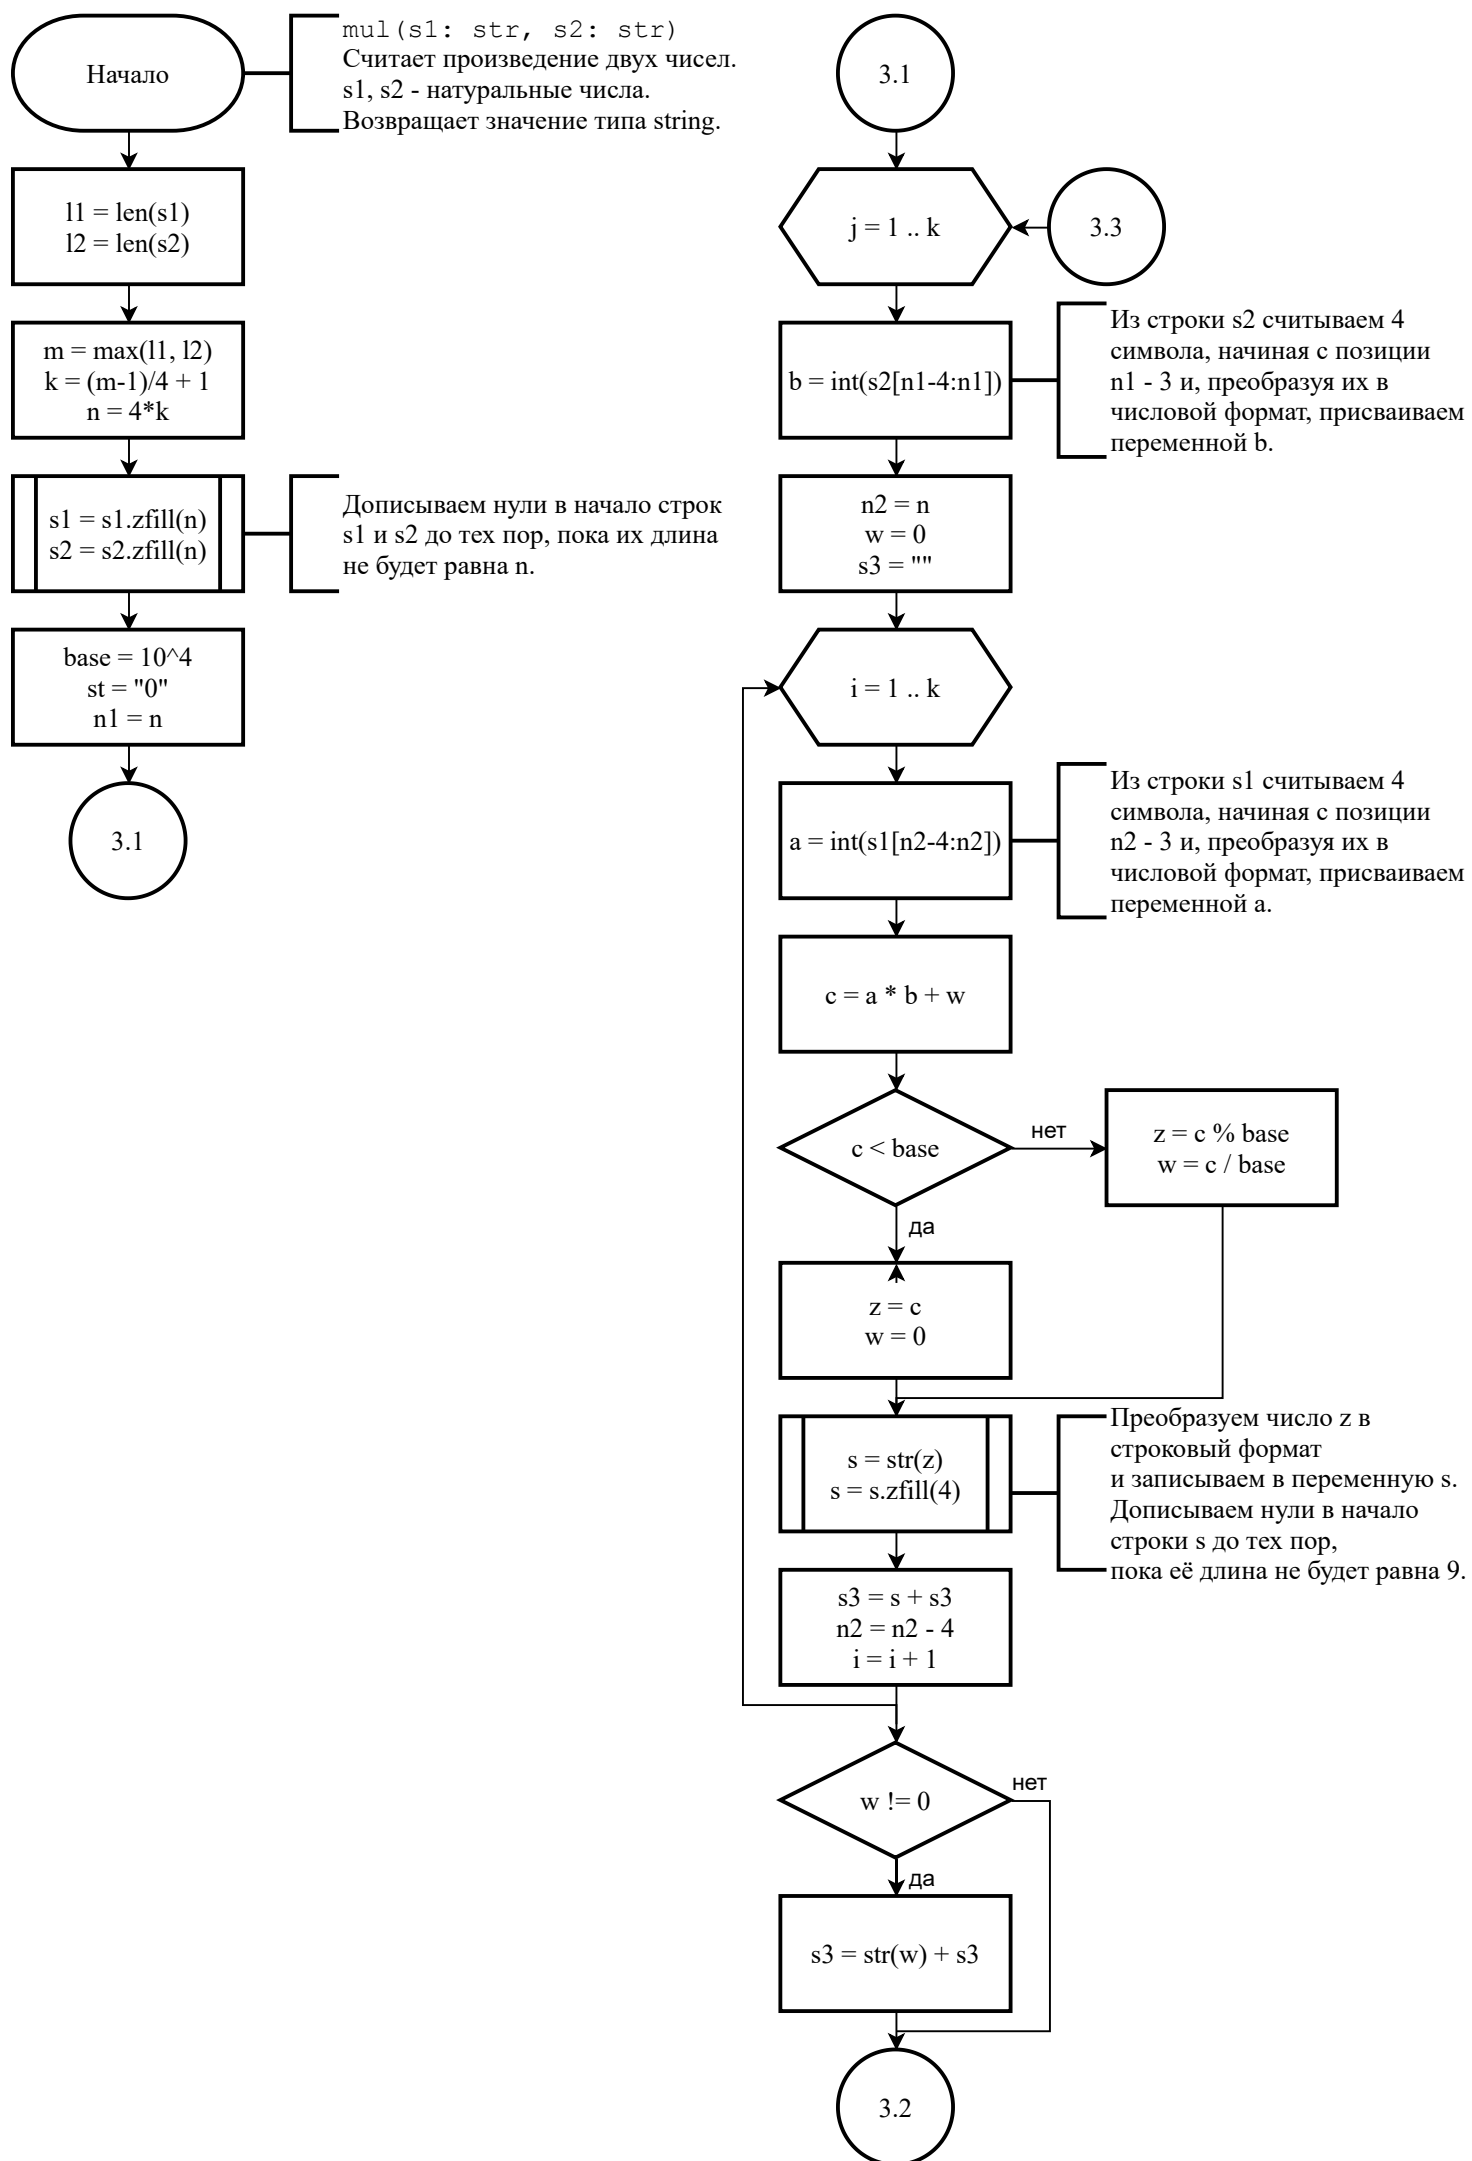 Начало
mul(s1: str, s2: str)
Считает произведение двух чисел.
s1, s2 - натуральные числа.
Возвращает значение типа string.
l1 = len(s1)
l2 = len(s2)
m = max(l1, l2)
k = (m-1)/4 + 1
n = 4*k
s1 = s1.zfill(n)
s2 = s2.zfill(n)
Дописываем нули в начало строк
s1 и s2 до тех пор, пока их длина
не будет равна n.
base = 10^4
st = "0"
n1 = n
3.1
3.1
j = 1 .. k
3.3
b = int(s2[n1-4:n1])
Из строки s2 считываем 4
символа, начиная с позиции
n1 - 3 и, преобразуя их в
числовой формат, присваиваем
переменной b.
n2 = n
w = 0
s3 = ""
i = 1 .. k
a = int(s1[n2-4:n2])
Из строки s1 считываем 4
символа, начиная с позиции
n2 - 3 и, преобразуя их в
числовой формат, присваиваем
переменной a.
c = a * b + w
c < base
нет
z = c % base
w = c / base
да
z = c
w = 0
s = str(z)
s = s.zfill(4)
Преобразуем число z в
строковый формат
и записываем в переменную s.
Дописываем нули в начало
строки s до тех пор,
пока её длина не будет равна 9.
s3 = s + s3
n2 = n2 - 4
i = i + 1
w != 0
нет
да
s3 = str(w) + s3
3.2